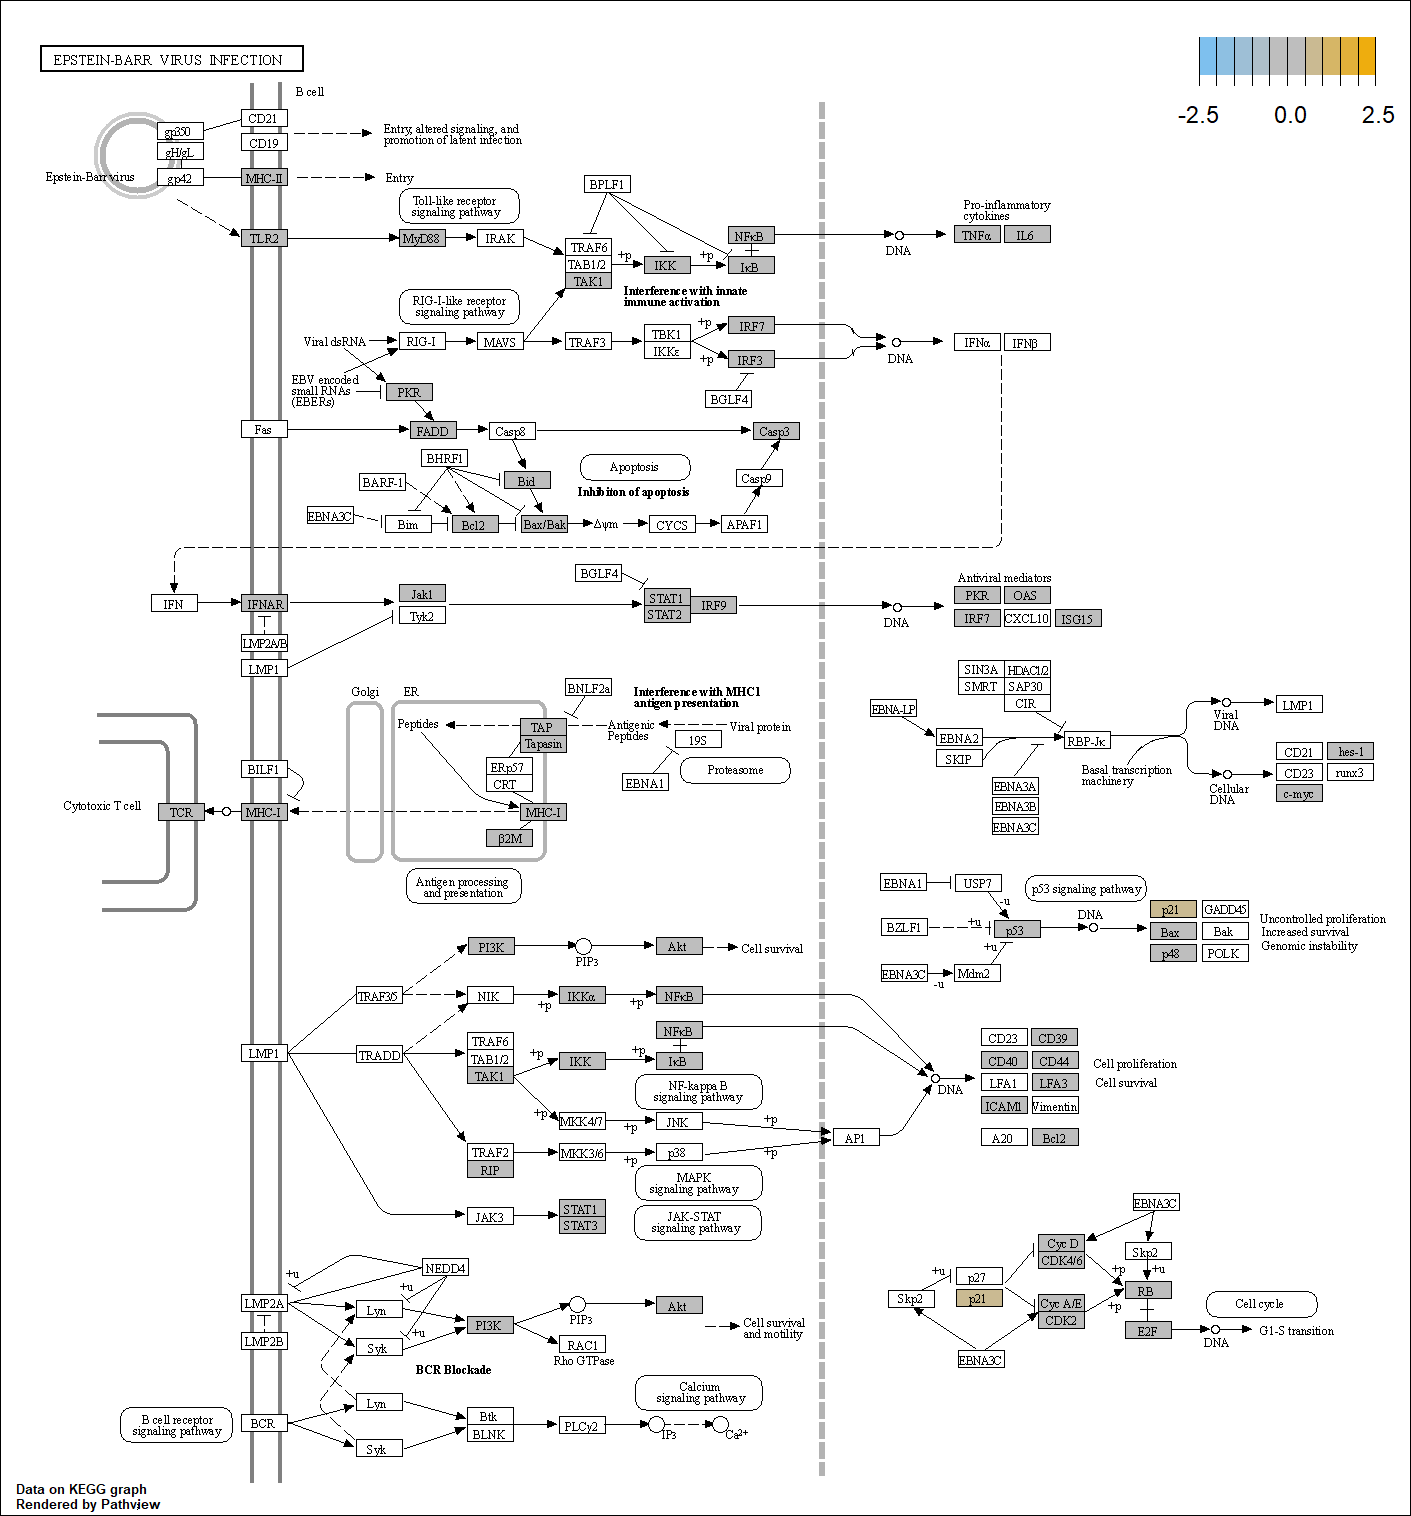 EPSTEIN-BARR VIRUS INFECTION
-2.5 0.0 2.5
B cell
gp350
gH/gL
gp42
Epstein-Barr virus
CD21
CD19
MHC-II
Entry, altered signaling, and
promotion of latent infection
Entry
Toll-like receptor
signaling pathway
TLR2
MyD88
IRAK
BPLF1
TRAF6
TAB1/2
TAK1
+p
IKK
+p
NFκB
IκB
DNA
Pro-inflammatory
cytokines
TNFα
IL6
Interference with innate
immune activation
RIG-I-like receptor
signaling pathway
Viral dsRNA
RIG-I
MAVS
TRAF3
TBK1
IKKε
+p
+p
IRF7
IRF3
BGLF4
DNA
IFNα
IFNβ
EBV encoded
small RNAs
(EBERs)
PKR
Fas
FADD
Casp8
Casp3
BHRF1
BARF-1
Bid
Apoptosis
Inhibiton of apoptosis
Casp9
EBNA3C
Bim
Bcl2
Bax/Bak
Δψm
CYCS
APAF1
IFN
IFNAR
LMP2A/B
LMP1
Jak1
Tyk2
BGLF4
STAT1
STAT2
IRF9
DNA
Antiviral mediators
PKR
OAS
IRF7
CXCL10
ISG15
Golgi
ER
BNLF2a
Interference with MHC1
antigen presentation
Peptides
TAP
Tapasin
Antigenic
Peptides
Viral protein
19S
ERp57
CRT
EBNA1
Proteasome
BILF1
Cytotoxic T cell
TCR
MHC-I
MHC-I
β2M
Antigen processing
and presentation
SIN3A
HDAC1/2
SMRT
SAP30
CIR
EBNA-LP
EBNA2
SKIP
RBP-Jκ
EBNA3A
EBNA3B
EBNA3C
Basal transcription
machinery
Viral
DNA
LMP1
Cellular
DNA
CD21
hes-1
CD23
runx3
c-myc
EBNA1
USP7
p53 signaling pathway
-u
BZLF1
+u
p53
DNA
+u
EBNA3C
-u
Mdm2
p21
GADD45
Bax
Bak
p48
POLK
Uncontrolled proliferation
Increased survival
Genomic instability
PI3K
PIP3
Akt
Cell survival
TRAF3/5
NIK
+p
IKKα
+p
NFκB
LMP1
TRADD
TRAF6
TAB1/2
TAK1
+p
IKK
+p
NFκB
IκB
NF-kappa B
signaling pathway
+p
MKK4/7
+p
JNK
+p
TRAF2
RIP
MKK3/6
+p
p38
+p
AP1
MAPK
signaling pathway
JAK3
STAT1
STAT3
JAK-STAT
signaling pathway
DNA
CD23
CD39
CD40
CD44
LFA1
LFA3
ICAM1
Vimentin
A20
Bcl2
Cell proliferation
Cell survival
NEDD4
+u
+u
+u
LMP2A
LMP2B
Lyn
Syk
PI3K
PIP3
Akt
RAC1
Rho GTPase
Cell survival
and motility
BCR Blockade
B cell receptor
signaling pathway
BCR
Lyn
Syk
Btk
BLNK
PLCγ2
IP3
Ca2+
Calcium
signaling pathway
EBNA3C
Cyc D
CDK4/6
Skp2
+u
+p
+u
p27
Skp2
p21
Cyc A/E
CDK2
+p
RB
E2F
EBNA3C
DNA
Cell cycle
G1-S transition
Data on KEGG graph
Rendered by Pathview